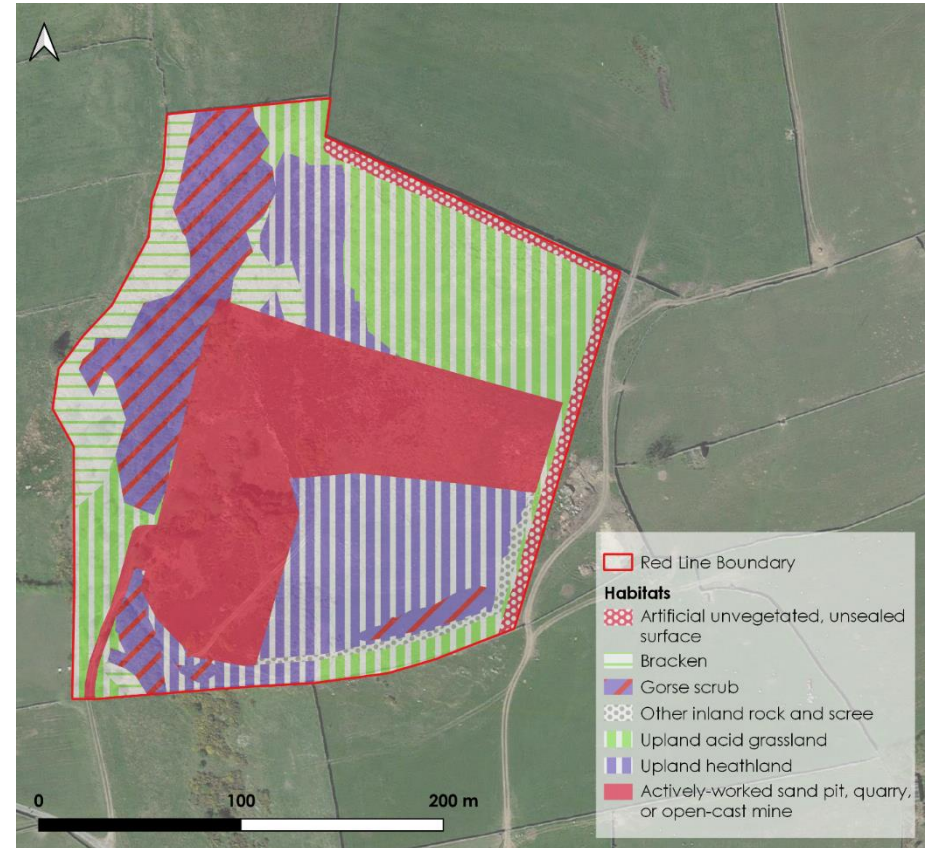 Red Line Boundary
Habitats
Artificial unvegetated, unsealed
surface
Bracken
Gorse scrub
Other inland rock and scree
Upland acid grassland
Upland heathland
Actively-worked sand pit, quarry,
or open-cast mine
0 100 200 m